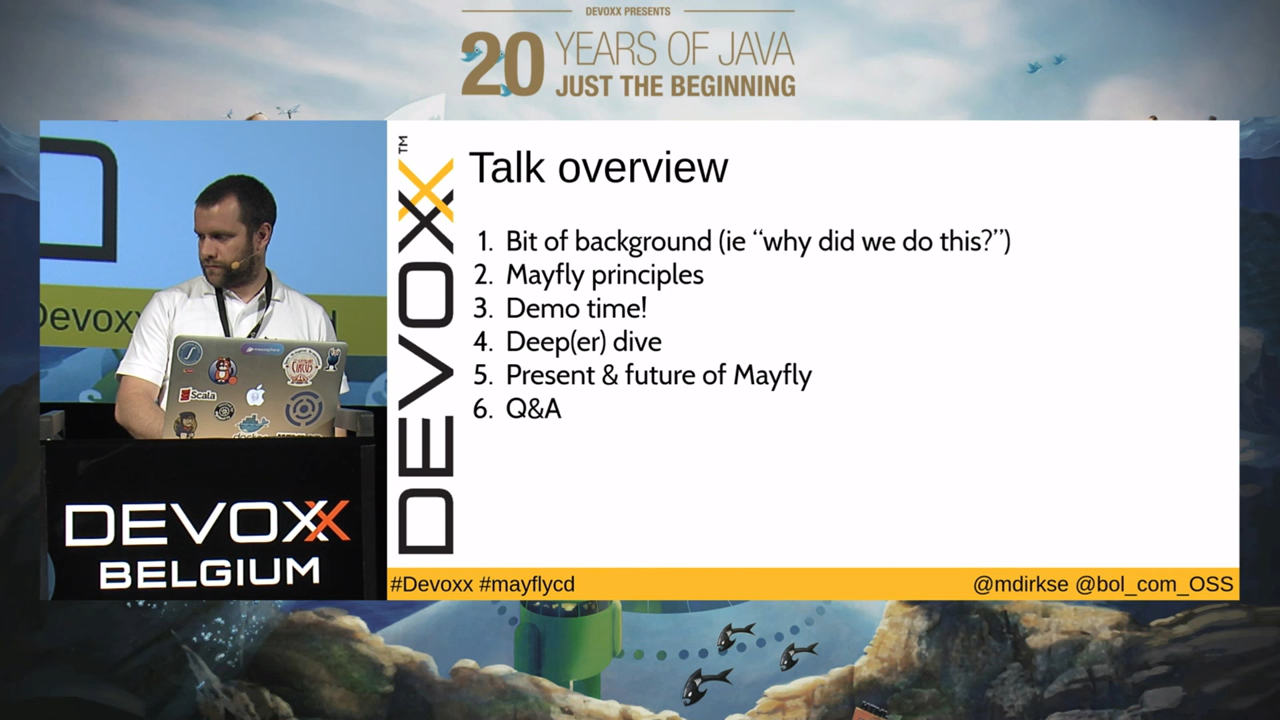 DEVOXX PRESENTS
20 YEARS OF JAVA
JUST THE BEGINNING
DEVOXX™
Talk overview
1. Bit of background (ie “why did we do this?”)
2. Mayfly principles
3. Demo time!
4. Deep(er) dive
5. Present & future of Mayfly
6. Q&A
Devoxx
Scala
DEVOXX
BELGIUM
#Devoxx #mayflycd
@mdirkse @bol_com_OSS